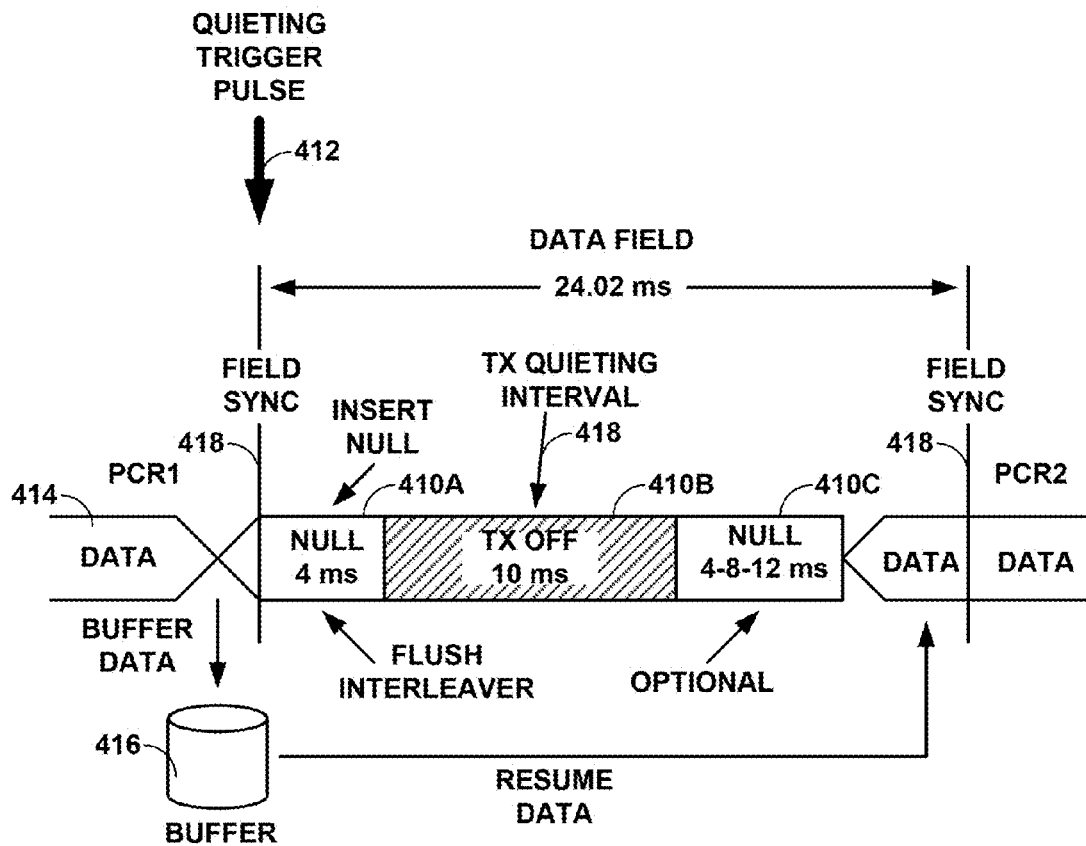 QUIETING
TRIGGER
PULSE
412
DATA FIELD
24.02 ms
FIELD
SYNC
TX QUIETING
INTERVAL
FIELD
SYNC
INSERT
NULL
418
418
418
PCR1
410A
410B
410C
PCR2
414
DATA
NULL
4 ms
TX OFF
10 ms
NULL
4-8-12 ms
DATA
DATA
BUFFER
DATA
FLUSH
INTERLEAVER
OPTIONAL
416
RESUME
DATA
BUFFER